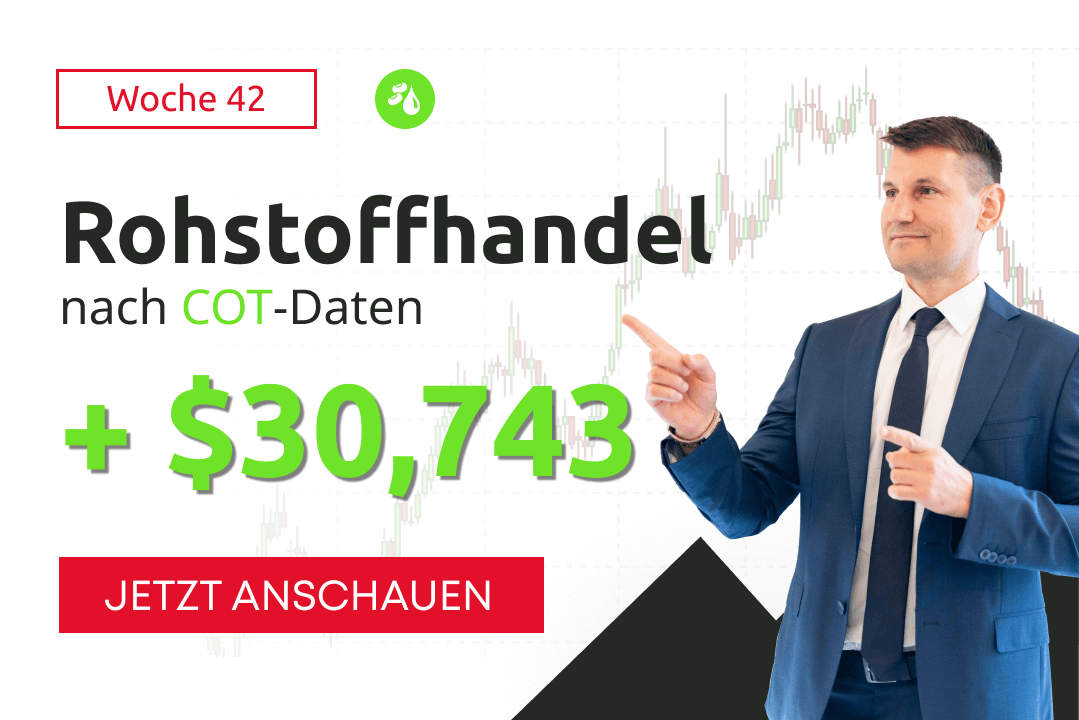 Woche 42
Rohstoffhandel
nach COT-Daten
+ $30,743
JETZT ANSCHAUEN